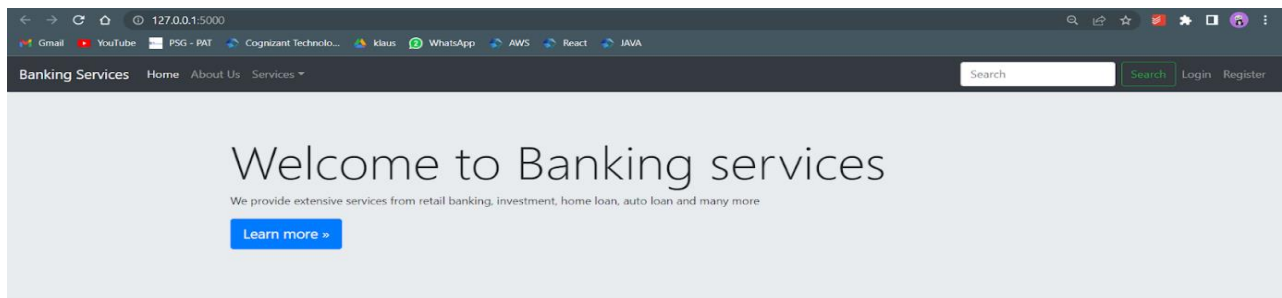 127.0.0.1:5000
Gmail YouTube PSG - PAT Cognizant Technolo... klaus WhatsApp AWS React JAVA
Banking Services Home About Us Services Search Search Login Register
Welcome to Banking services
We provide extensive services from retail banking, investment, home loan, auto loan and many more
Learn more »